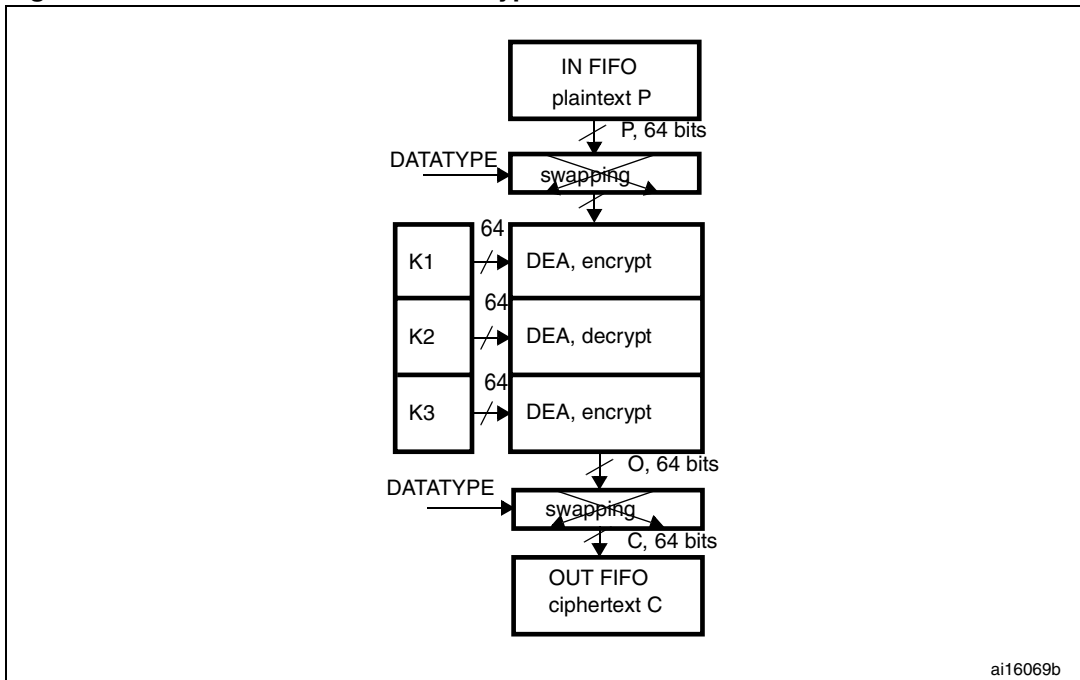 IN FIFO
plaintext P
P, 64 bits
DATATYPE
swapping
64
K1
DEA, encrypt
64
K2
DEA, decrypt
64
K3
DEA, encrypt
O, 64 bits
DATATYPE
swapping
C, 64 bits
OUT FIFO
ciphertext C
ai16069b